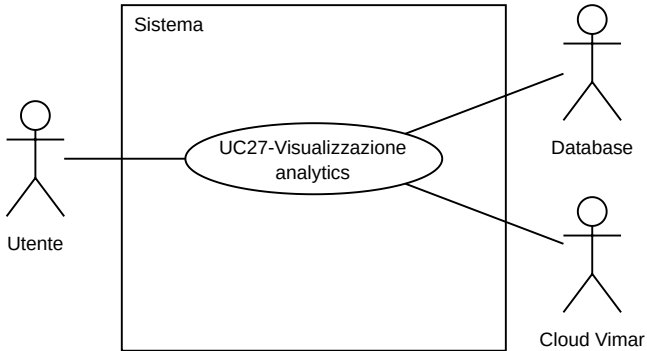 Sistema
UC27-Visualizzazione
analytics
Utente
Database
Cloud Vimar